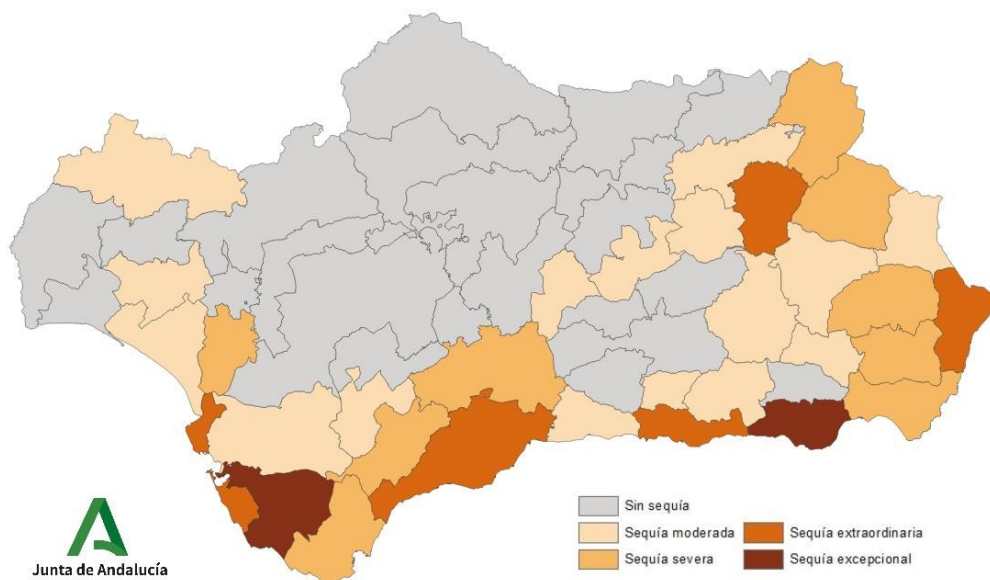 Sin sequía
Sequía moderada
Sequía extraordinaria
Sequía severa
Sequía excepcional
Junta de Andalucía